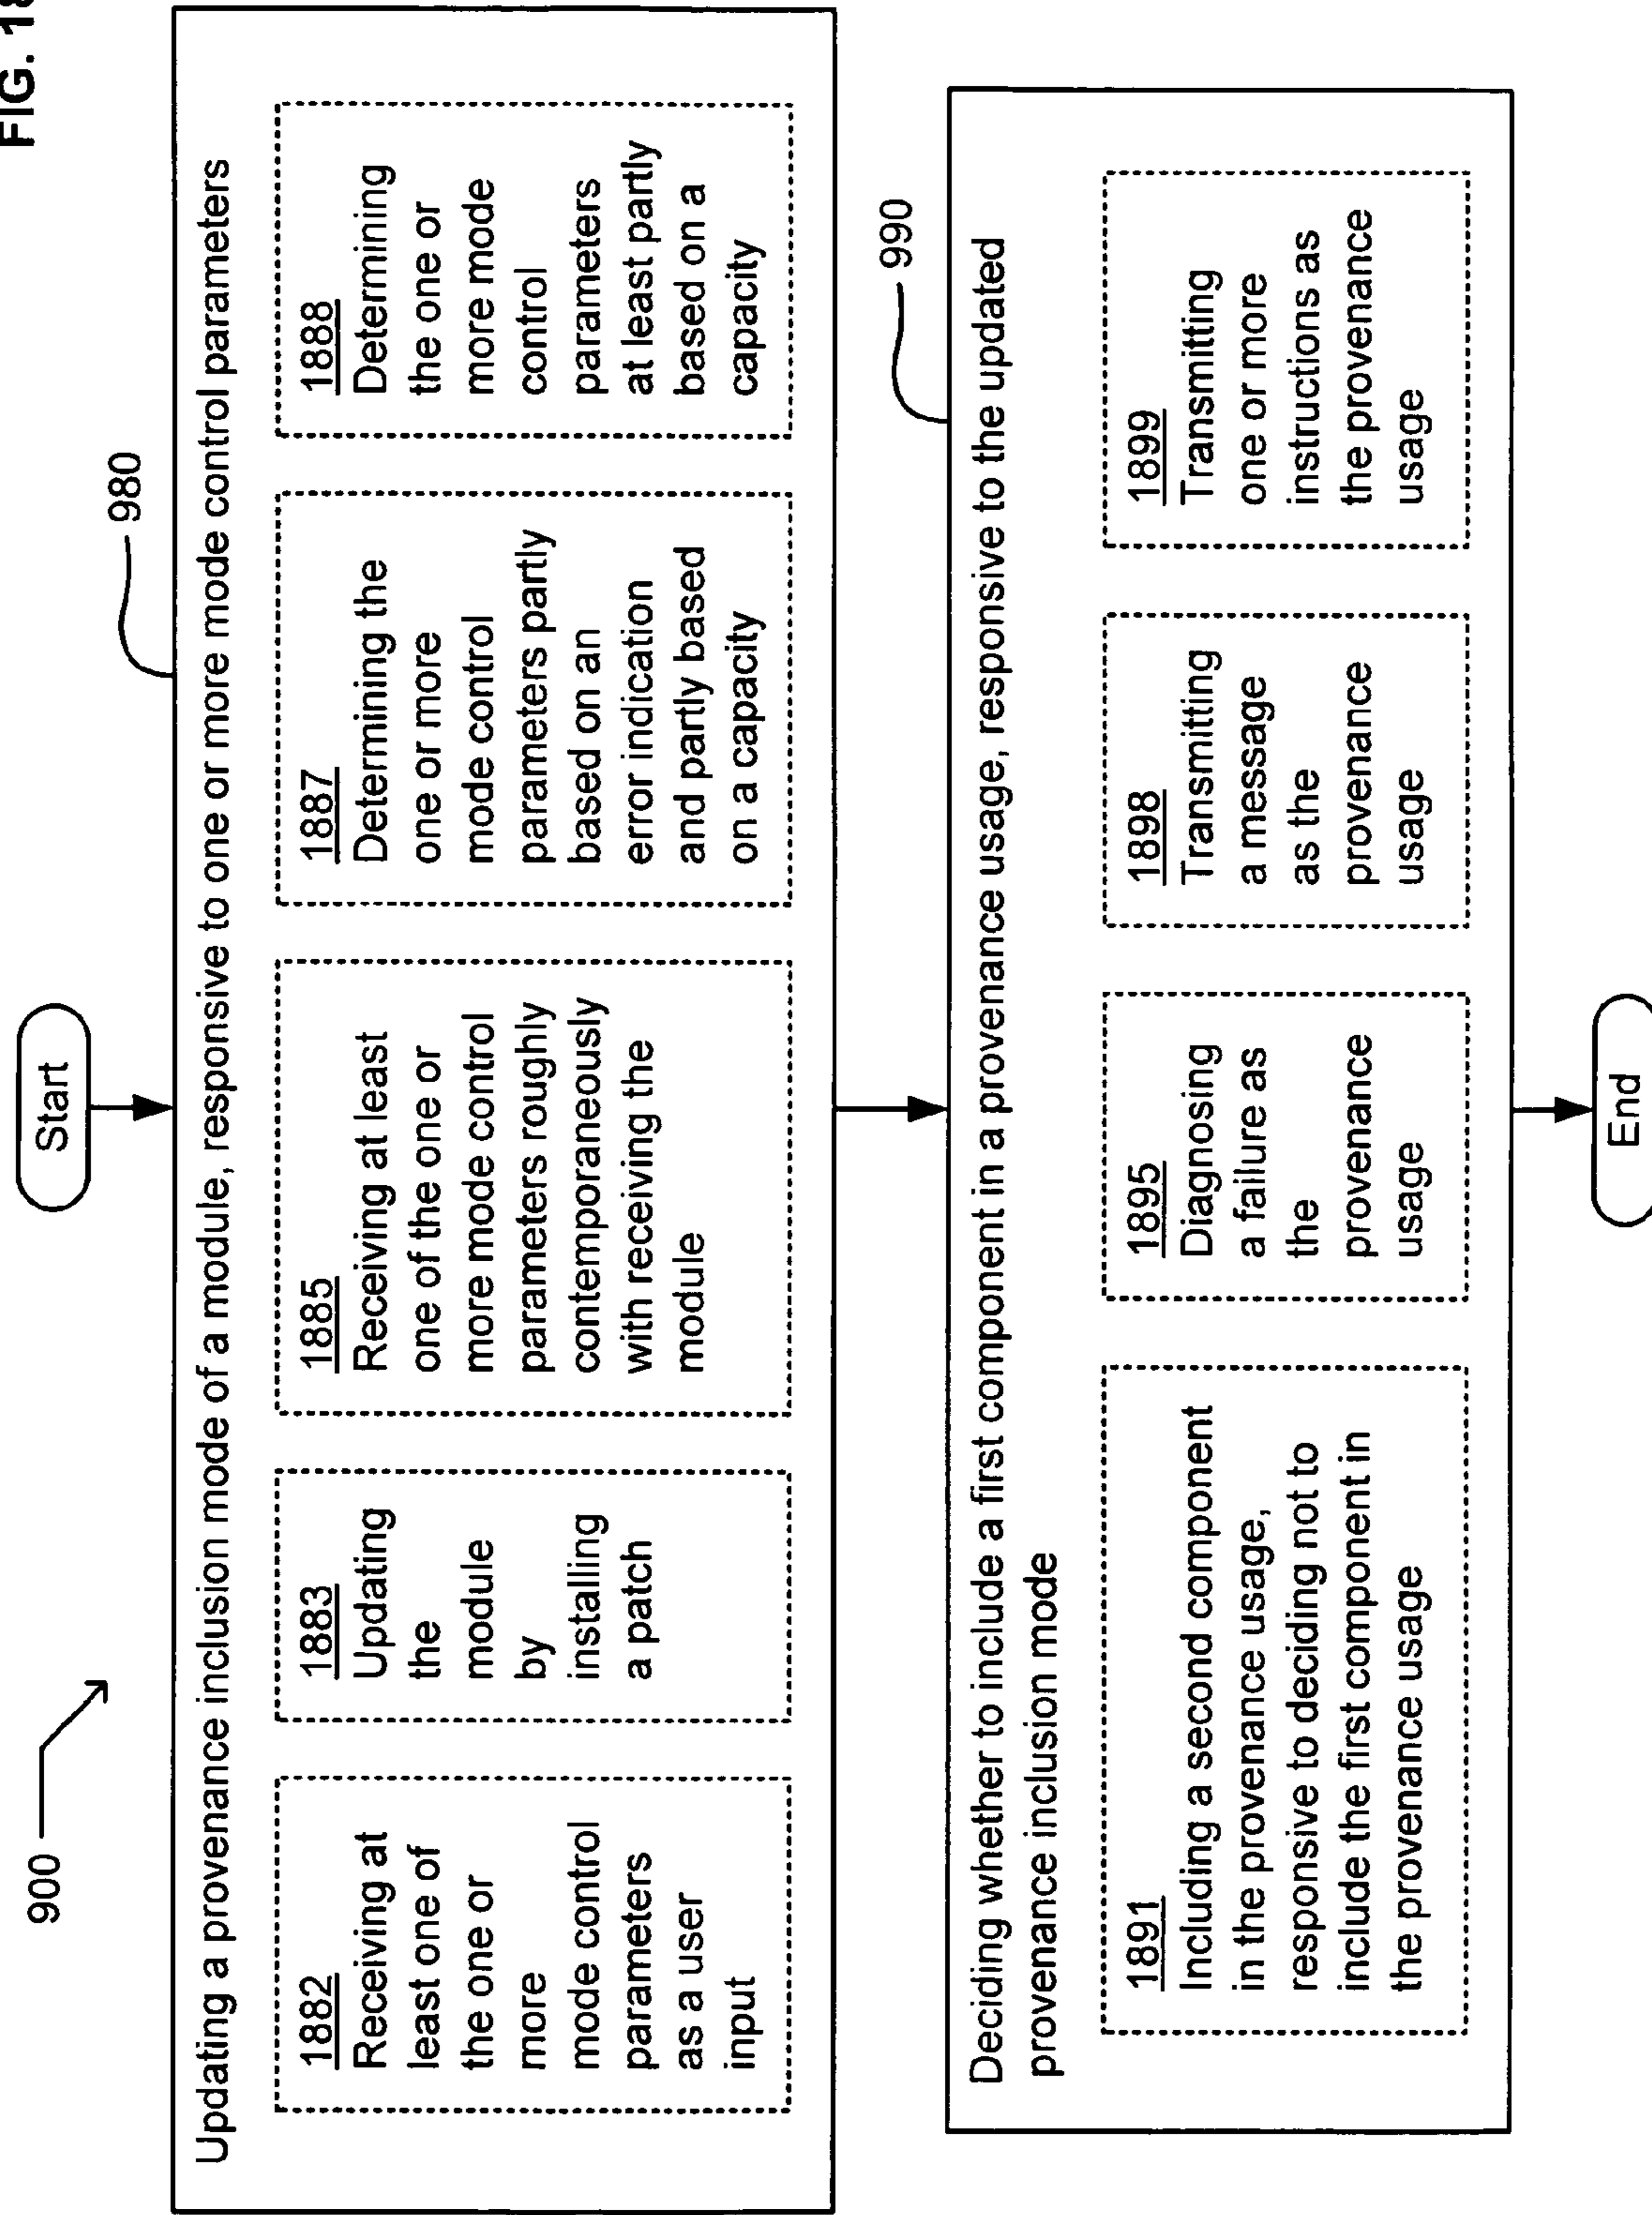 FIG. 18
900
Start
980
Updating a provenance inclusion mode of a module, responsive to one or more mode control parameters
1882
Receiving at
least one of
the one or
more
mode control
parameters
as a user
input
1883
Updating
the
module
by
installing
a patch
1885
Receiving at least
one of the one or
more mode control
parameters roughly
contemporaneously
with receiving the
module
1887
Determining the
one or more
mode control
parameters partly
based on an
error indication
and partly based
on a capacity
1888
Determining
the one or
more mode
control
parameters
at least partly
based on a
capacity
990
Deciding whether to include a first component in a provenance usage, responsive to the updated
provenance inclusion mode
1891
Including a second component
in the provenance usage,
responsive to deciding not to
include the first component in
the provenance usage
1895
Diagnosing
a failure as
the
provenance
usage
1898
Transmitting
a message
as the
provenance
usage
1899
Transmitting
one or more
instructions as
the provenance
usage
End